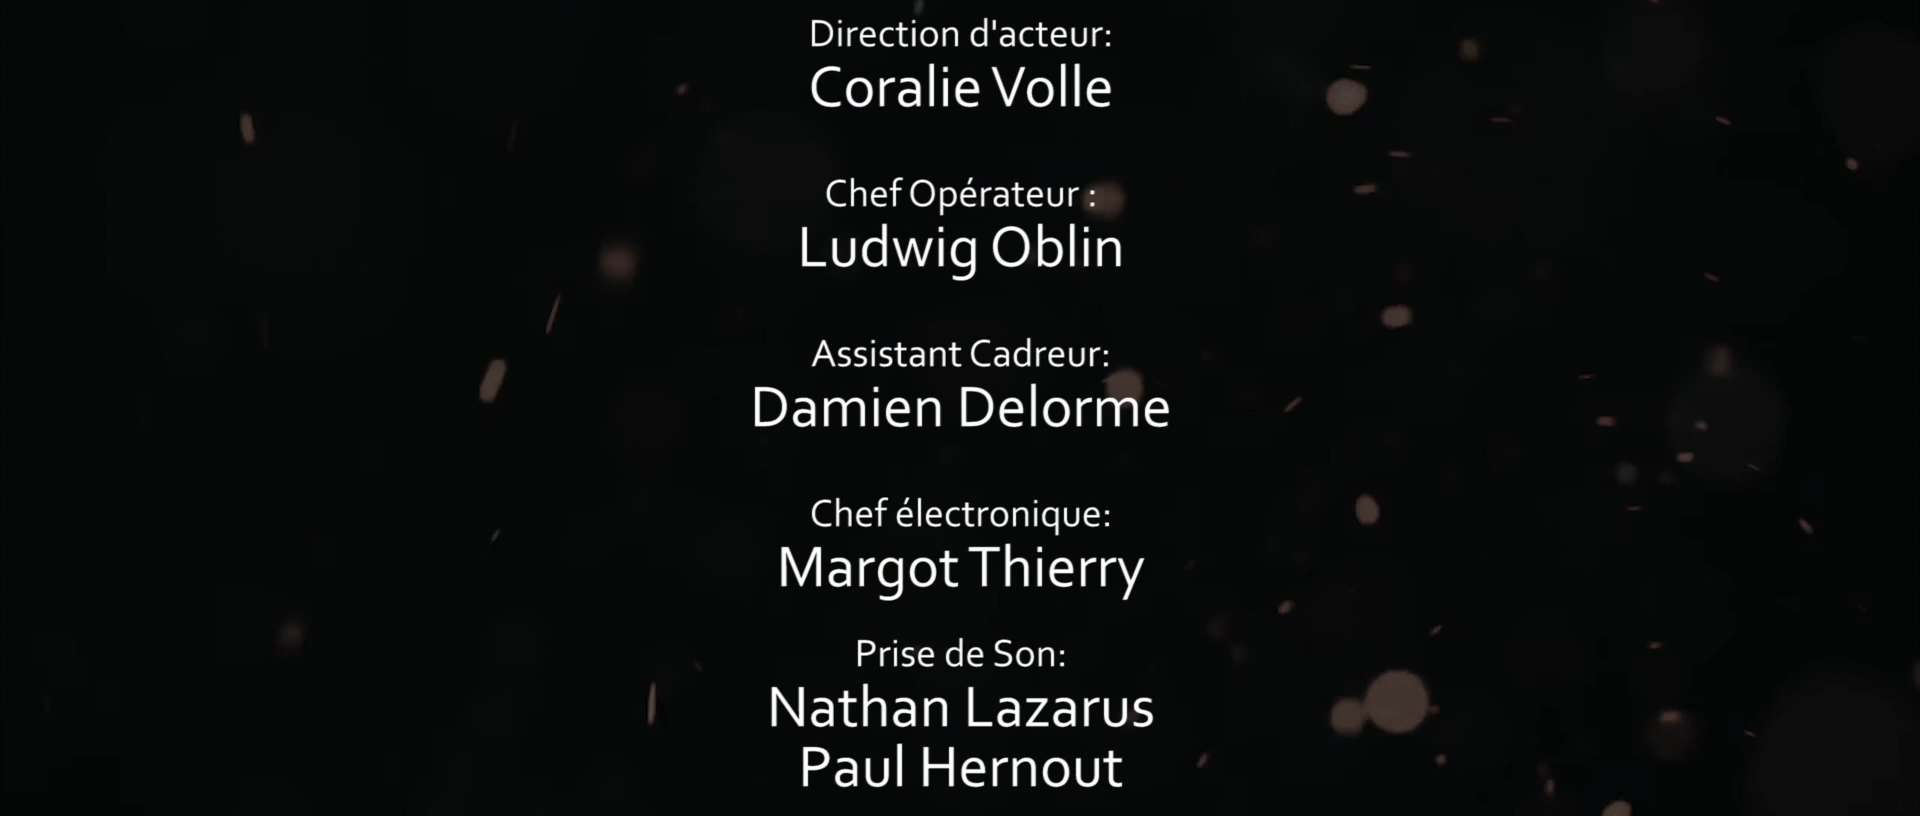 Direction d'acteur:
Coralie Volle
Chef Opérateur :
Ludwig Oblin
Assistant Cadreur:
Damien Delorme
Chef électronique:
Margot Thierry
Prise de Son:
Nathan Lazarus
Paul Hernout